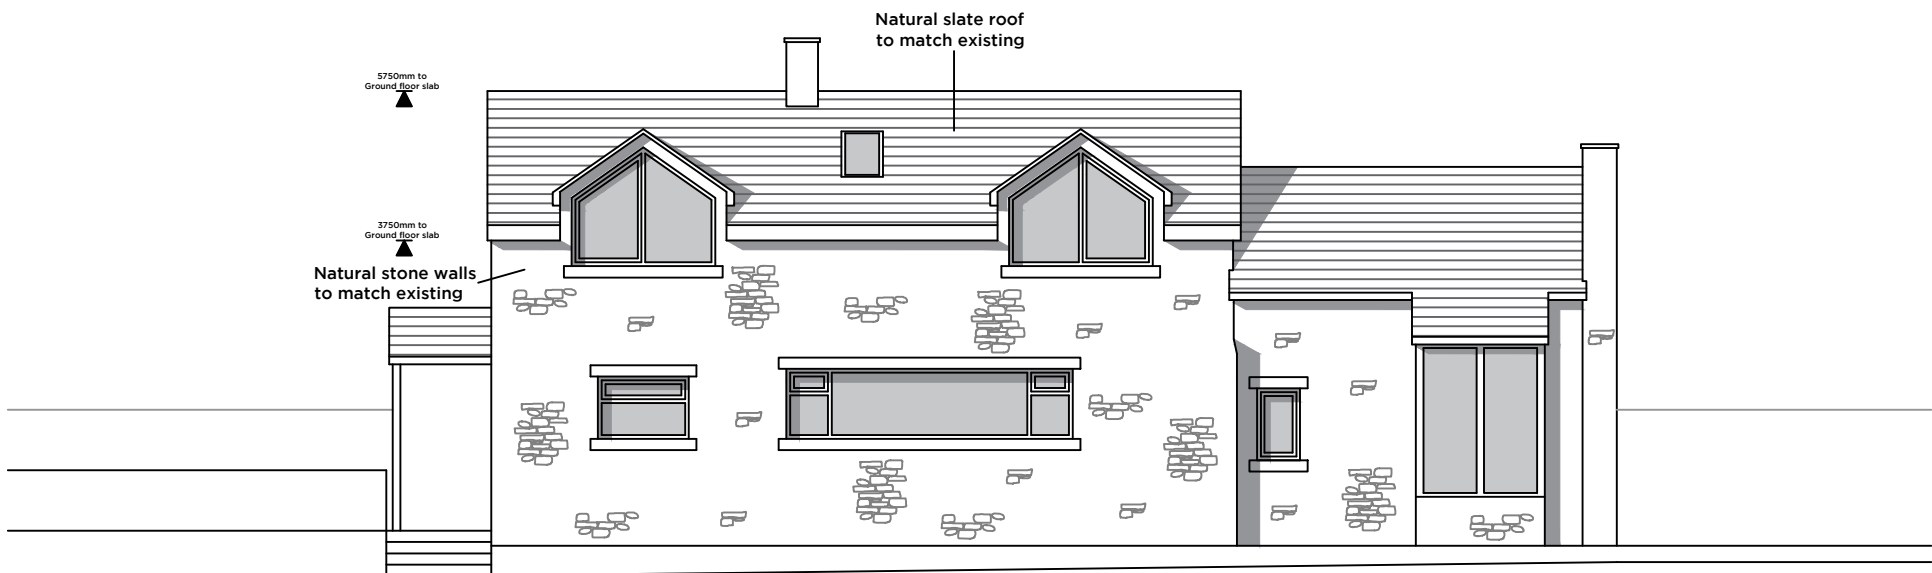 Natural slate roof
to match existing
5750mm to
Ground floor slab
3750mm to
Ground floor slab
Natural stone walls
to match existing